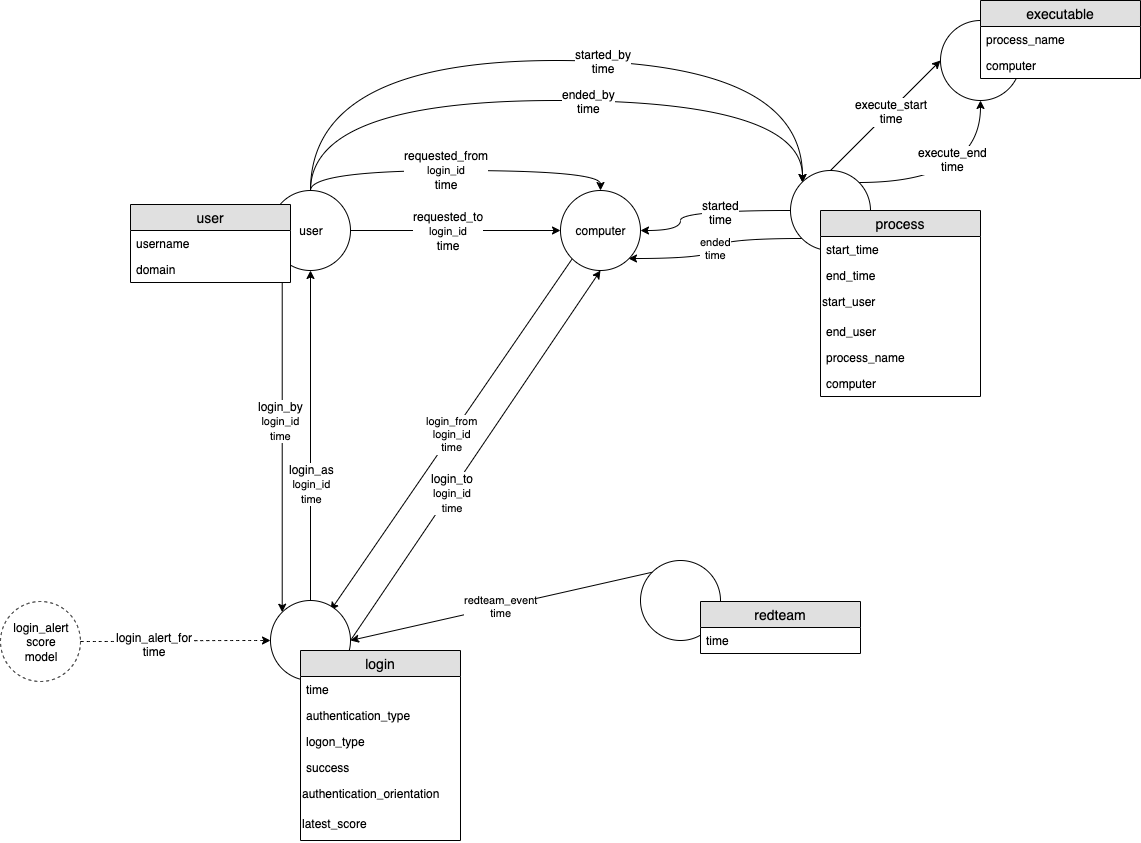 executable
process_name
computer
started_by
time
ended_by
time
execute_start
time
execute_end
time
requested_from
login_id
time
user
username
domain
user
requested_to
login_id
time
computer
started
time
ended
time
process
start_time
end_time
start_user
end_user
process_name
computer
login_by
login_id
time
login_as
login_id
time
login_from
login_id
time
login_to
login_id
time
redteam_event
time
redteam
time
login_alert
score
model
login_alert_for
time
login
time
authentication_type
logon_type
success
authentication_orientation
latest_score